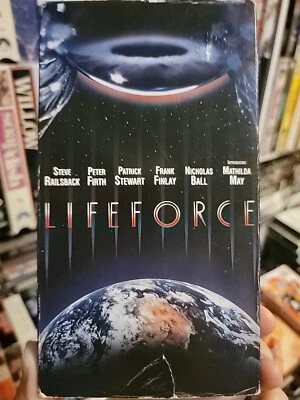 INTRODUCING
STEVE PETER PATRICK FRANK NICHOLAS MATHILDA
RAILSBACK FIRTH STEWART FINLAY BALL MAY
LIFEFORCE